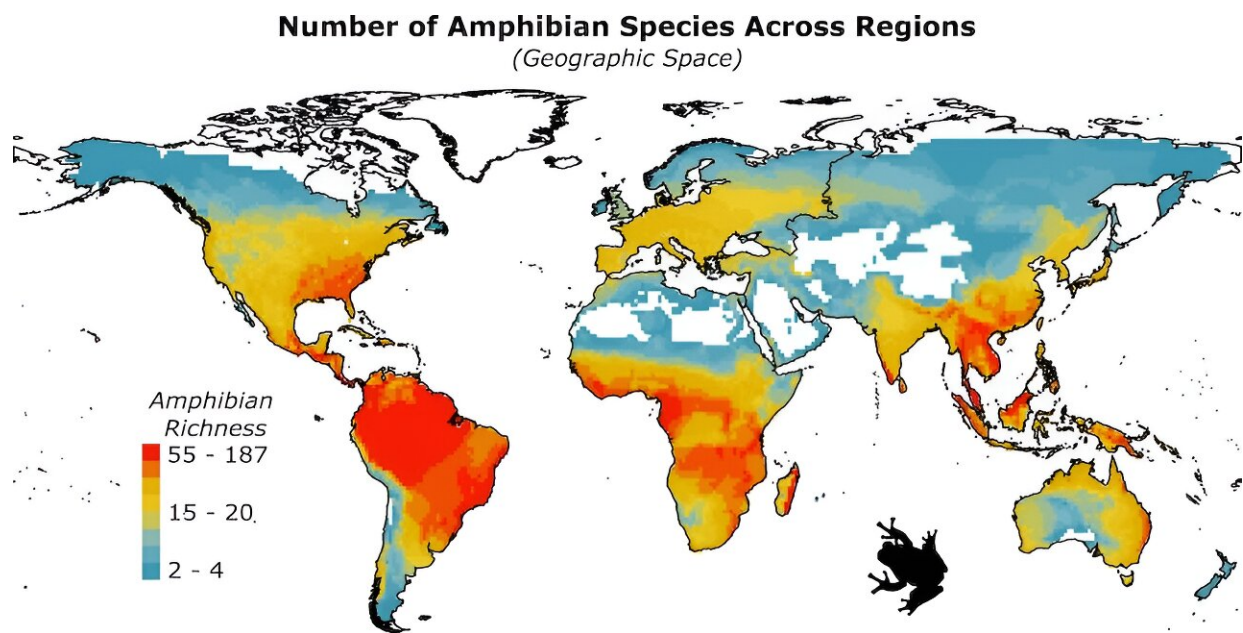 Number of Amphibian Species Across Regions
(Geographic Space)
Amphibian
Richness
55 - 187
15 - 20
2 - 4